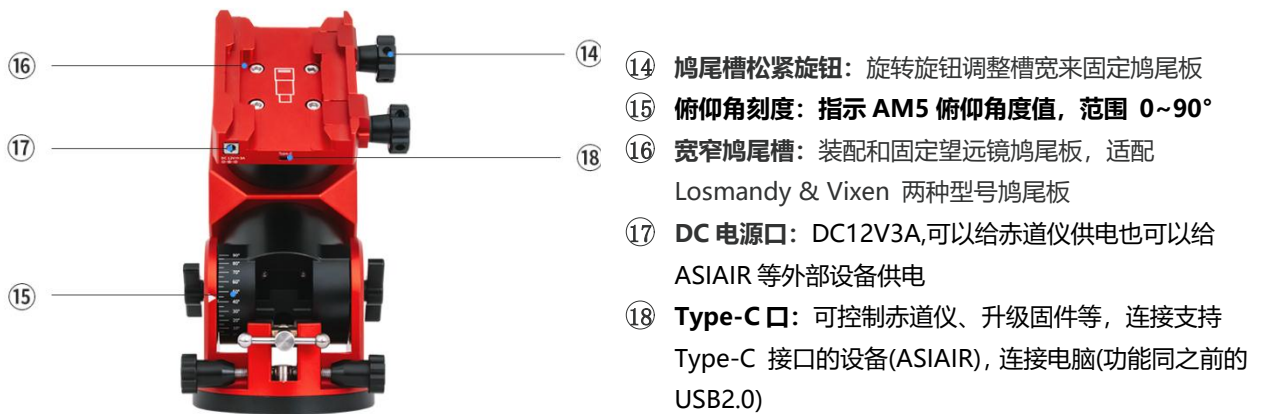 ⑭ 鸠尾槽松紧旋钮：旋转旋钮调整槽宽来固定鸠尾板
⑮ 俯仰角刻度：指示 AM5 俯仰角度值，范围 0~90°
⑯ 宽窄鸠尾槽：装配和固定望远镜鸠尾板，适配
Losmandy & Vixen 两种型号鸠尾板
⑰ DC 电源口：DC12V3A,可以给赤道仪供电也可以给
ASIAIR 等外部设备供电
⑱ Type-C 口：可控制赤道仪、升级固件等，连接支持
Type-C 接口的设备(ASIAIR)，连接电脑(功能同之前的
USB2.0)
⑯
⑭
⑰
⑱
⑮
Type-C